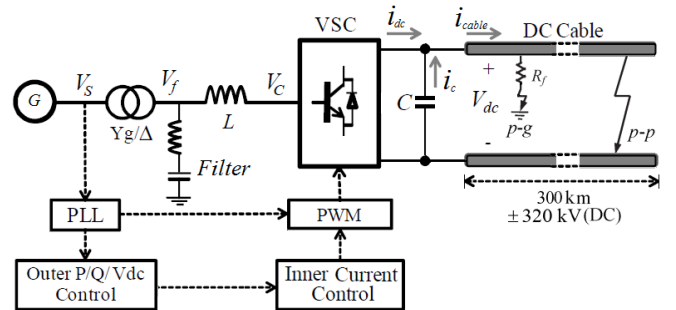 VSC
i_dc
i_cable
DC Cable
G
V_S
V_f
V_C
Yg/Δ
L
Filter
C
i_c
+
V_dc
-
R_f
p-g
p-p
300 km
± 320 kV(DC)
PLL
PWM
Outer P/Q/Vdc
Control
Inner Current
Control